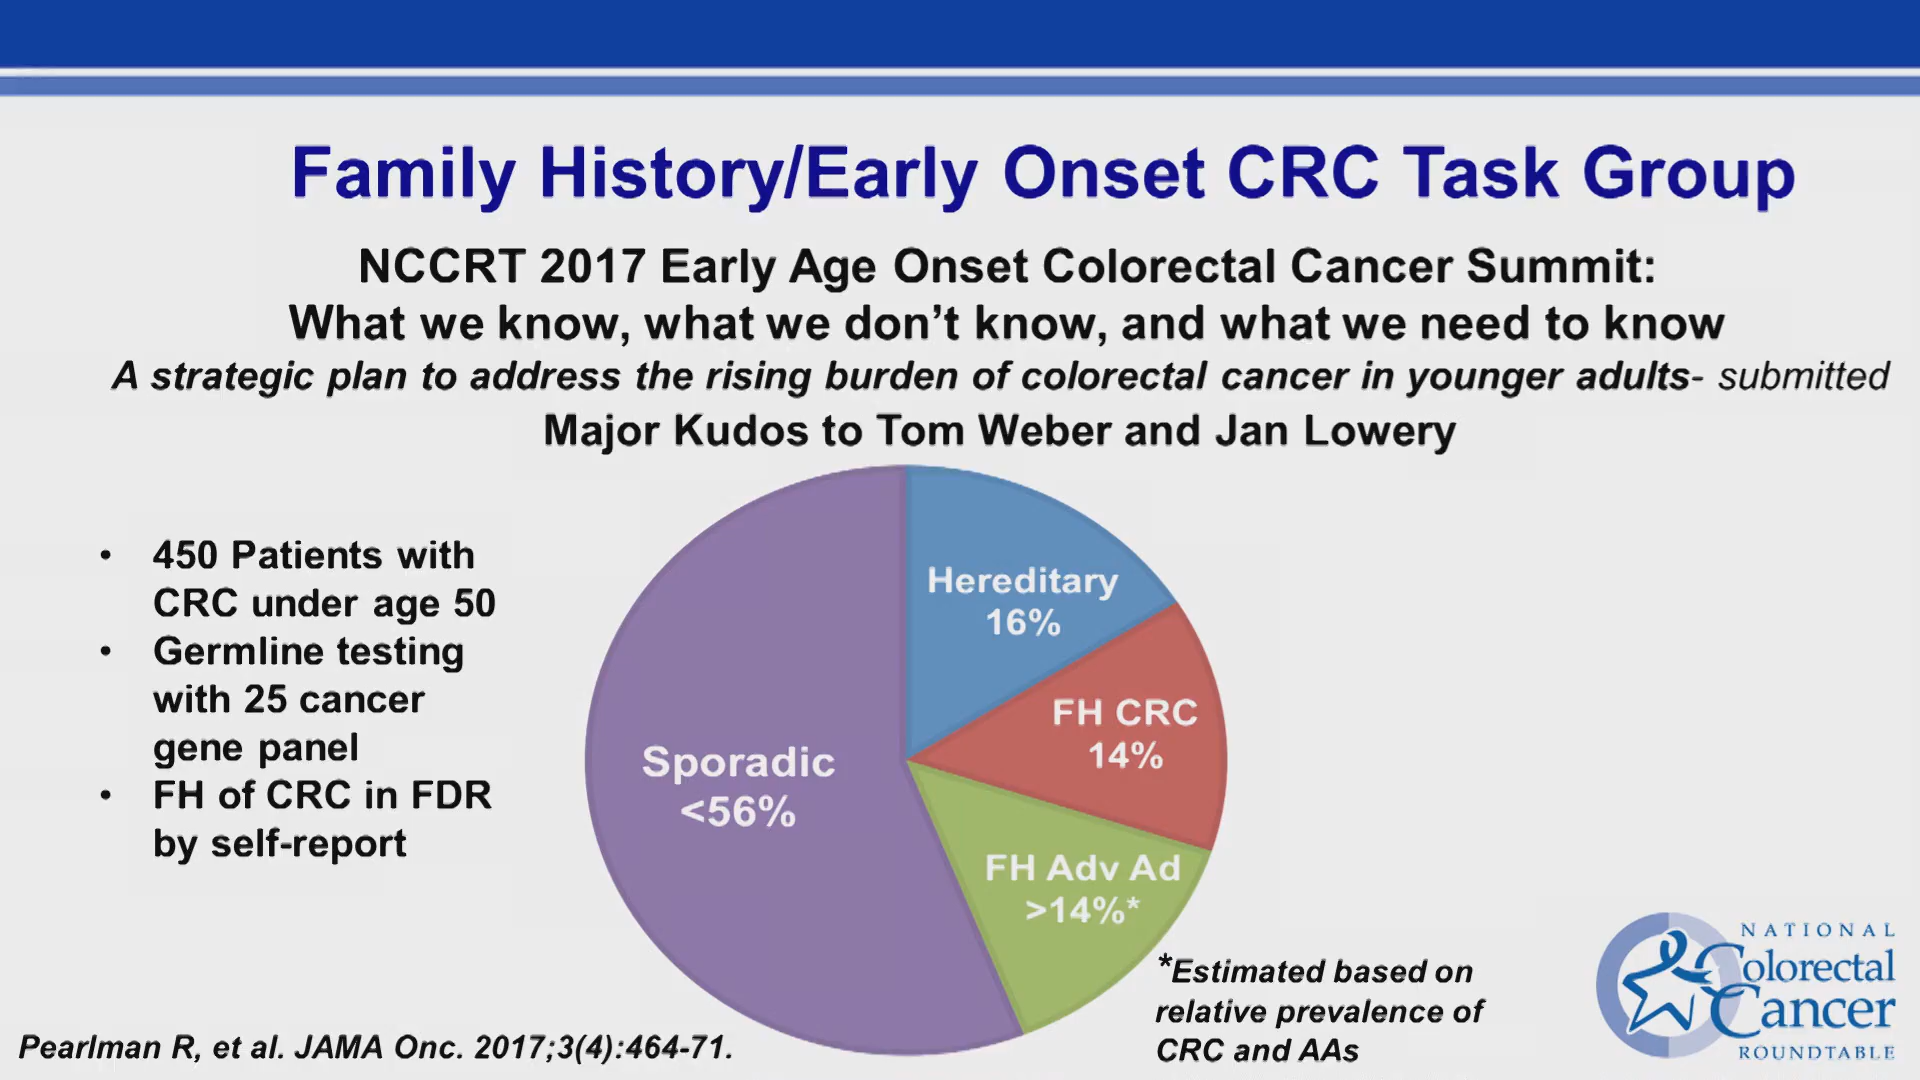 Family History/Early Onset CRC Task Group
NCCRT 2017 Early Age Onset Colorectal Cancer Summit:
What we know, what we don’t know, and what we need to know
A strategic plan to address the rising burden of colorectal cancer in younger adults- submitted
Major Kudos to Tom Weber and Jan Lowery
• 450 Patients with
CRC under age 50
• Germline testing
with 25 cancer
gene panel
• FH of CRC in FDR
by self-report
Hereditary
16%
FH CRC
14%
Sporadic
<56%
FH Adv Ad
>14%*
*Estimated based on
relative prevalence of
CRC and AAs
Pearlman R, et al. JAMA Onc. 2017;3(4):464-71.
NATIONAL
Colorectal
Cancer
ROUNDTABLE